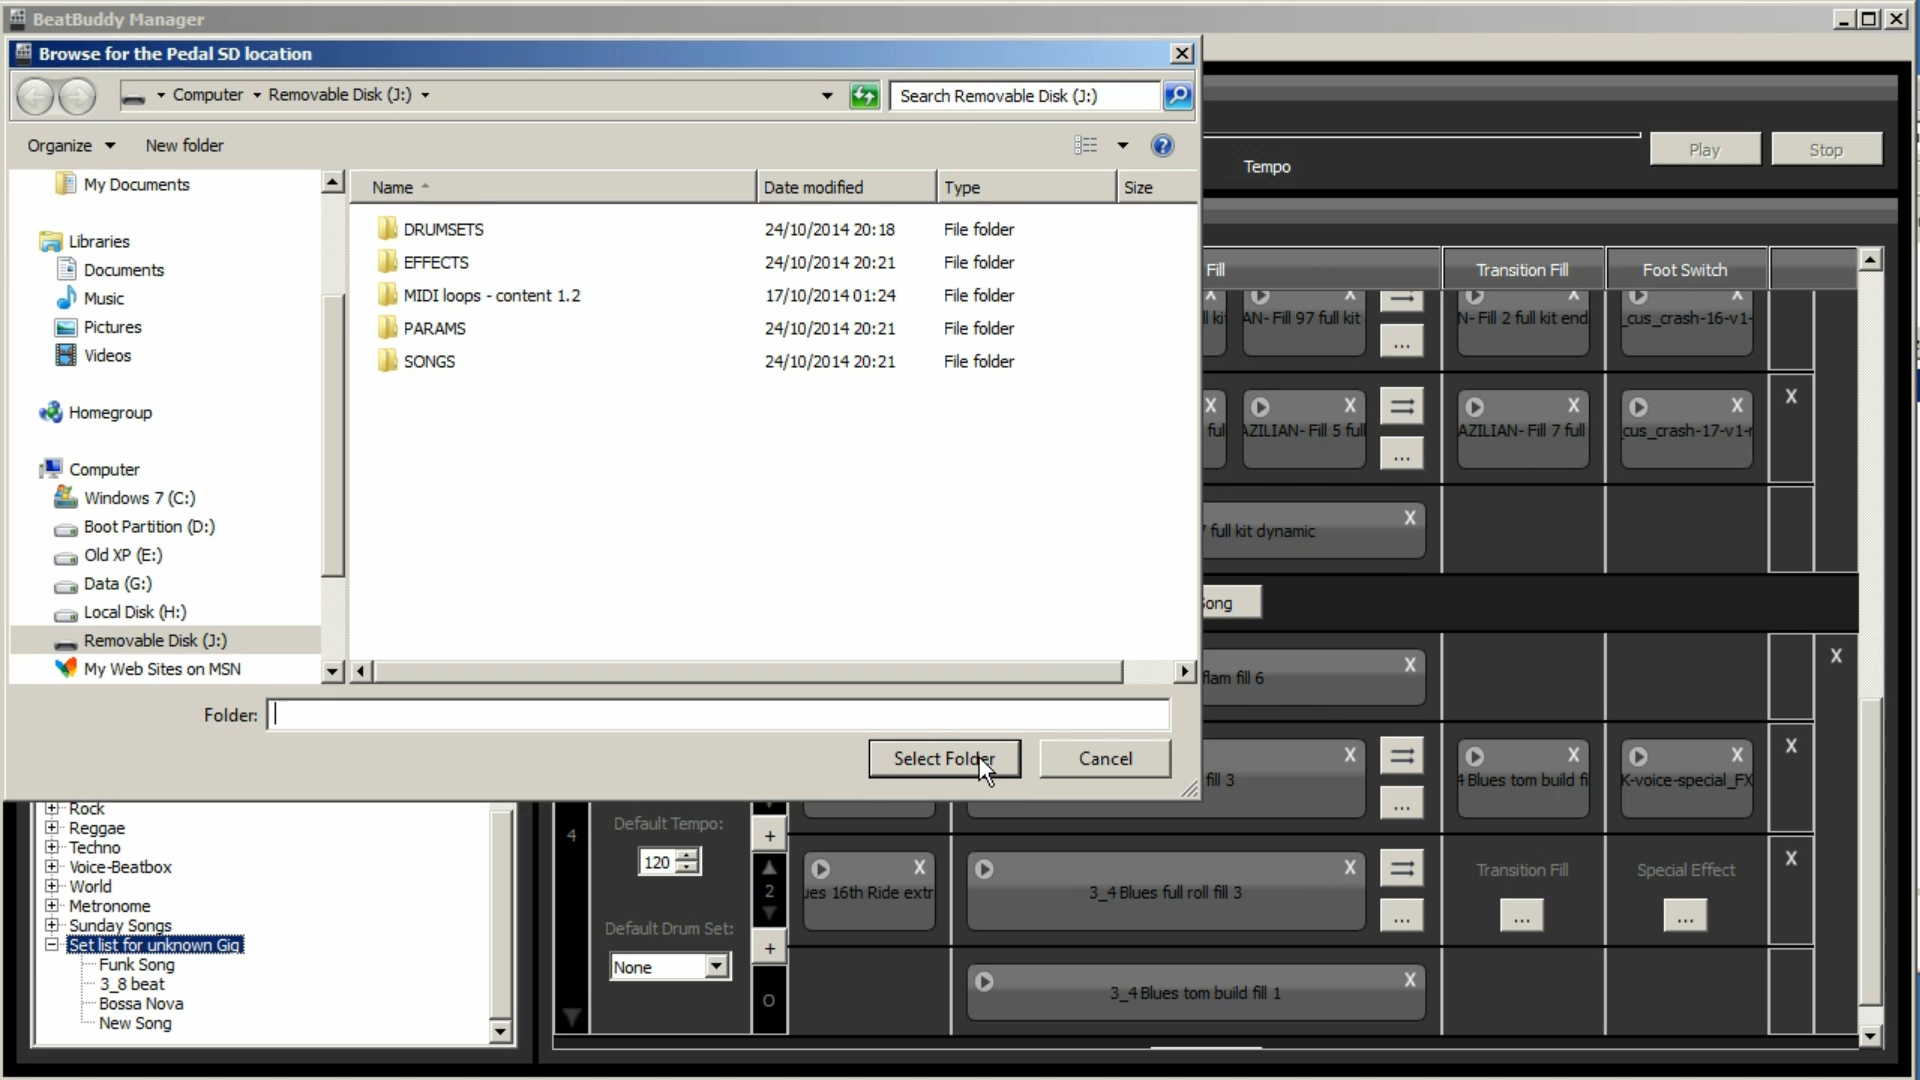 BeatBuddy Manager
Browse for the Pedal SD location
Computer Removable Disk (J:)
Search Removable Disk (J:)
Organize New folder
My Documents
Libraries
Documents
Music
Pictures
Videos
Homegroup
Computer
Windows 7 (C:)
Boot Partition (D:)
Old XP (E:)
Data (G:)
Local Disk (H:)
Removable Disk (J:)
My Web Sites on MSN
Name Date modified Type Size
DRUMSETS 24/10/2014 20:18 File folder
EFFECTS 24/10/2014 20:21 File folder
MIDI loops - content 1.2 17/10/2014 01:24 File folder
PARAMS 24/10/2014 20:21 File folder
SONGS 24/10/2014 20:21 File folder
Folder:
Select Folder Cancel
Tempo
Play Stop
Fill Transition Fill Foot Switch
AN- Fill 97 full kit
...
N- Fill 2 full kit end
_cus_crash-16-v1-
X
AZILIAN- Fill 5 full
...
AZILIAN- Fill 7 full
cus_crash-17-v1-r
X
7 full kit dynamic X
ong
flam fill 6 X
X
fill 3 X
...
4 Blues tom build fi X
K-voice-special_FX X
X
Rock
Reggae
Techno
Voice-Beatbox
World
Metronome
Sunday Songs
Set list for unknown Gig
Funk Song
3_8 beat
Bossa Nova
New Song
4
Default Tempo:
120
Default Drum Set:
None
+
2
+
O
ues 16th Ride extr X
3_4 Blues full roll fill 3 X
...
Transition Fill
...
Special Effect
...
X
3_4 Blues tom build fill 1 X